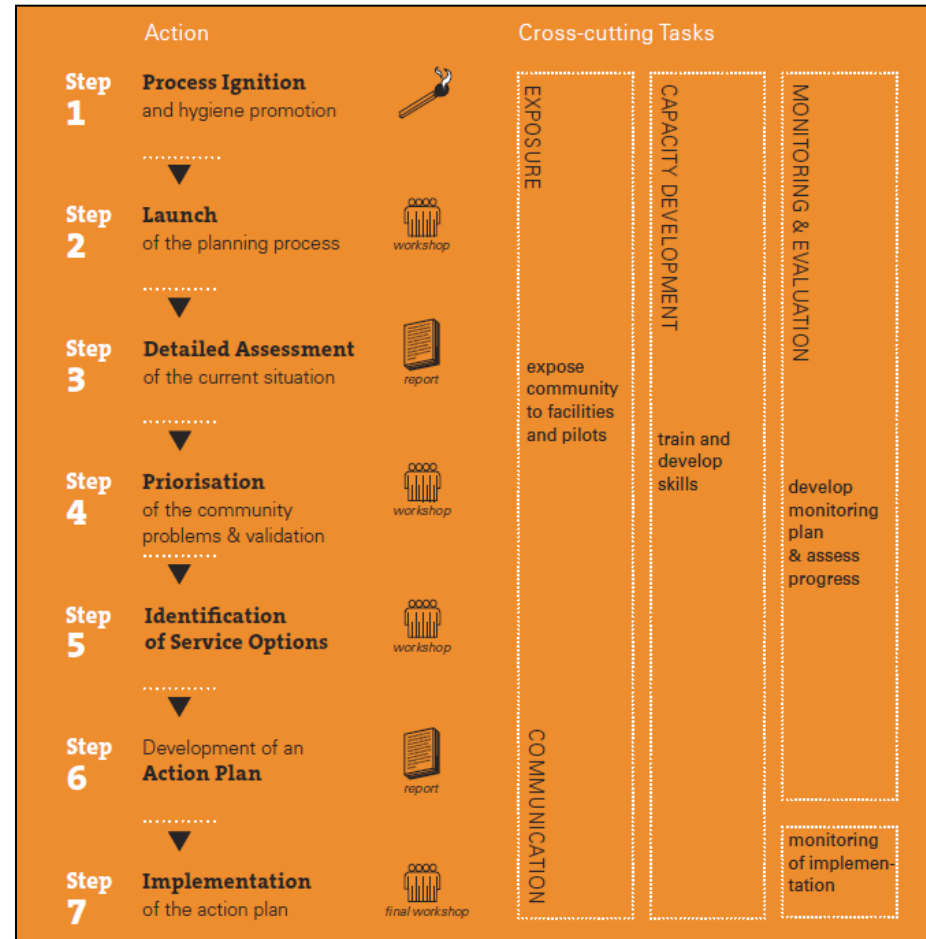 Action
Cross-cutting Tasks
Step
1
Process Ignition
and hygiene promotion
Step
2
Launch
of the planning process
workshop
Step
3
Detailed Assessment
of the current situation
report
Step
4
Priorisation
of the community
problems & validation
workshop
Step
5
Identification
of Service Options
workshop
Step
6
Development of an
Action Plan
report
Step
7
Implementation
of the action plan
final workshop
EXPOSURE
expose
community
to facilities
and pilots
COMMUNICATION
CAPACITY DEVELOPMENT
train and
develop
skills
MONITORING & EVALUATION
develop
monitoring
plan
& assess
progress
monitoring
of implemen-
tation